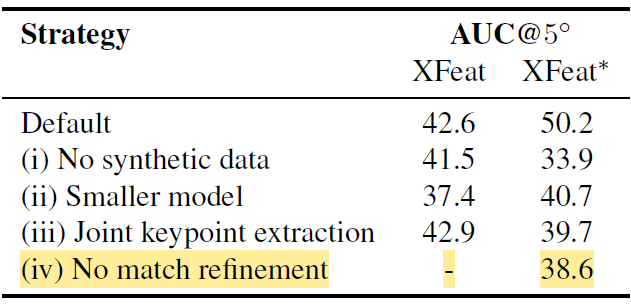 Strategy AUC@5°
XFeat XFeat*
Default 42.6 50.2
(i) No synthetic data 41.5 33.9
(ii) Smaller model 37.4 40.7
(iii) Joint keypoint extraction 42.9 39.7
(iv) No match refinement - 38.6